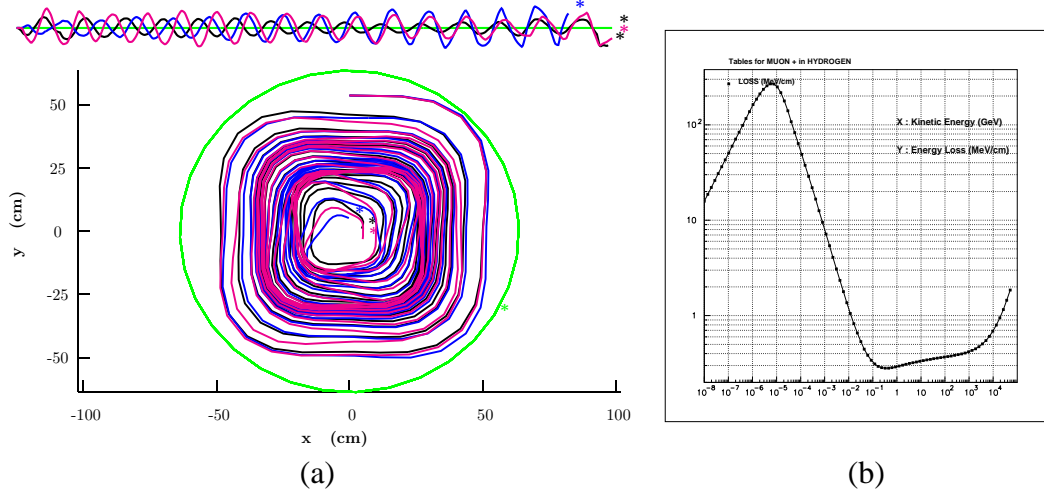 *
*
*
*
50
25
0
-25
-50
y (cm)
*
*
*
*
-100
-50
0
50
100
x (cm)
(a)
Tables for MUON + in HYDROGEN
LOSS (MeV/cm)
X : Kinetic Energy (GeV)
Y : Energy Loss (MeV/cm)
10²
10
1
10⁻⁸ 10⁻⁷ 10⁻⁶ 10⁻⁵ 10⁻⁴ 10⁻³ 10⁻² 10⁻¹ 1 10 10² 10³ 10⁴
(b)